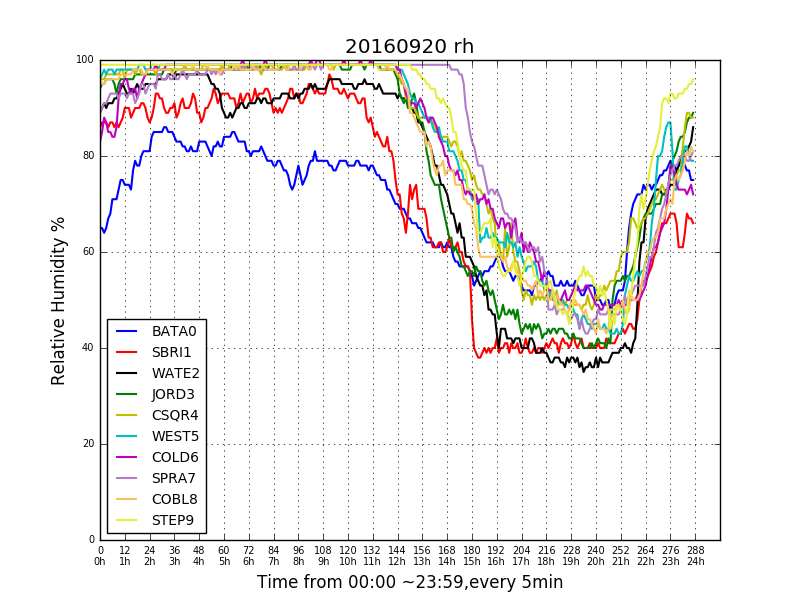 20160920 rh
Relative Humidity %
100
80
60
40
20
0
BATA0
SBRI1
WATE2
JORD3
CSQR4
WEST5
COLD6
SPRA7
COBL8
STEP9
0 12 24 36 48 60 72 84 96 108 120 132 144 156 168 180 192 204 216 228 240 252 264 276 288
0h 1h 2h 3h 4h 5h 6h 7h 8h 9h 10h 11h 12h 13h 14h 15h 16h 17h 18h 19h 20h 21h 22h 23h 24h
Time from 00:00 ~23:59,every 5min